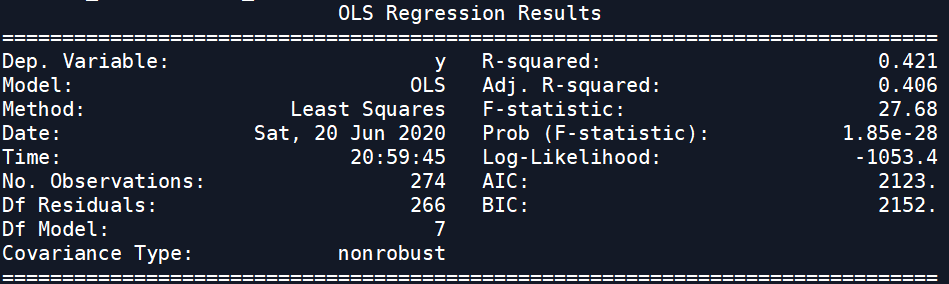 OLS Regression Results
==============================================================================
Dep. Variable: y R-squared: 0.421
Model: OLS Adj. R-squared: 0.406
Method: Least Squares F-statistic: 27.68
Date: Sat, 20 Jun 2020 Prob (F-statistic): 1.85e-28
Time: 20:59:45 Log-Likelihood: -1053.4
No. Observations: 274 AIC: 2123.
Df Residuals: 266 BIC: 2152.
Df Model: 7
Covariance Type: nonrobust
==============================================================================